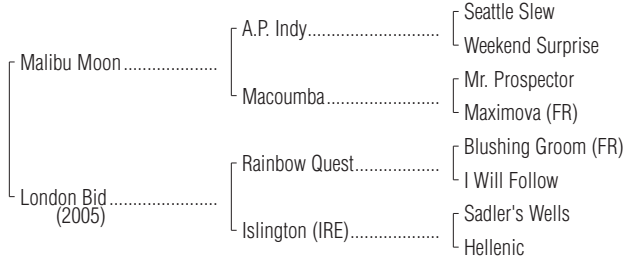 Seattle Slew
A.P. Indy
Weekend Surprise
Malibu Moon
Mr. Prospector
Macoumba
Maximova (FR)
Blushing Groom (FR)
Rainbow Quest
I Will Follow
London Bid
(2005)
Sadler's Wells
Islington (IRE)
Hellenic